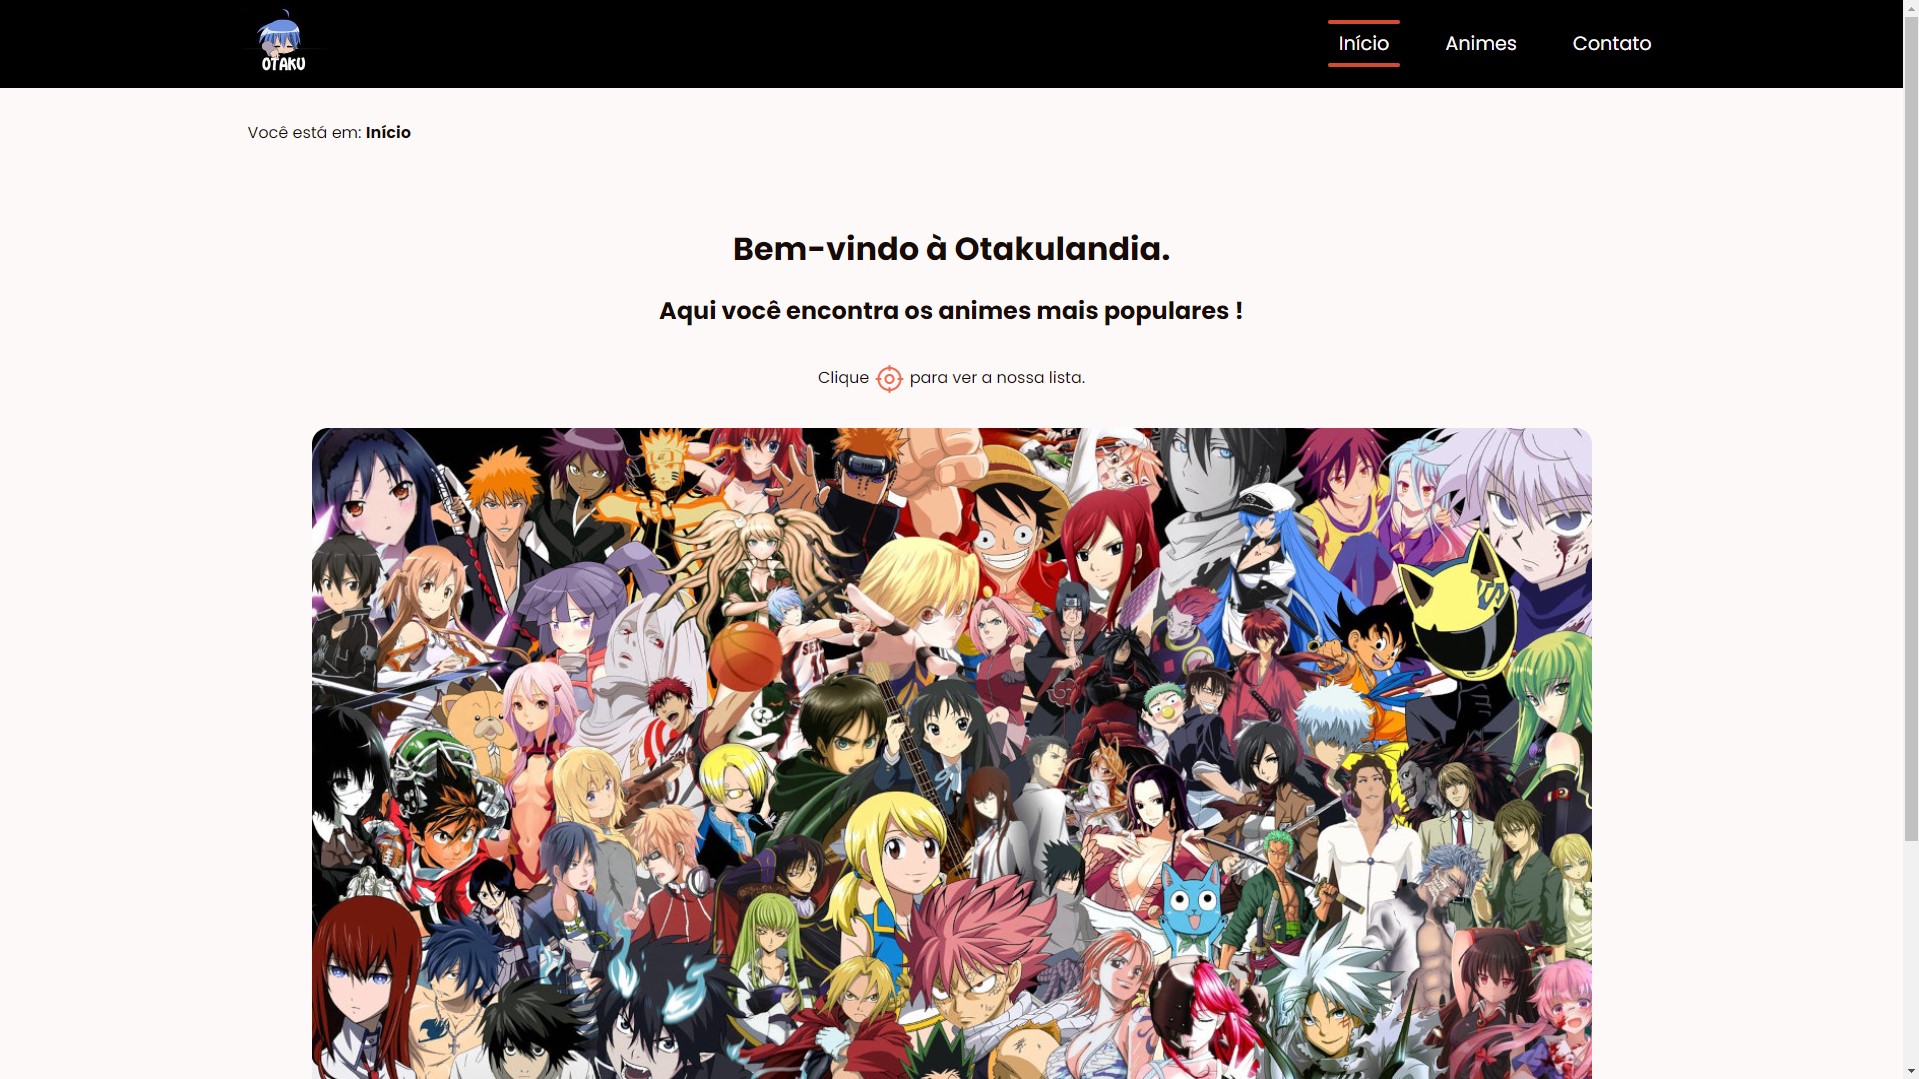 OTAKU
Início
Animes
Contato
Você está em: Início
Bem-vindo à Otakulandia.
Aqui você encontra os animes mais populares !
Clique para ver a nossa lista.